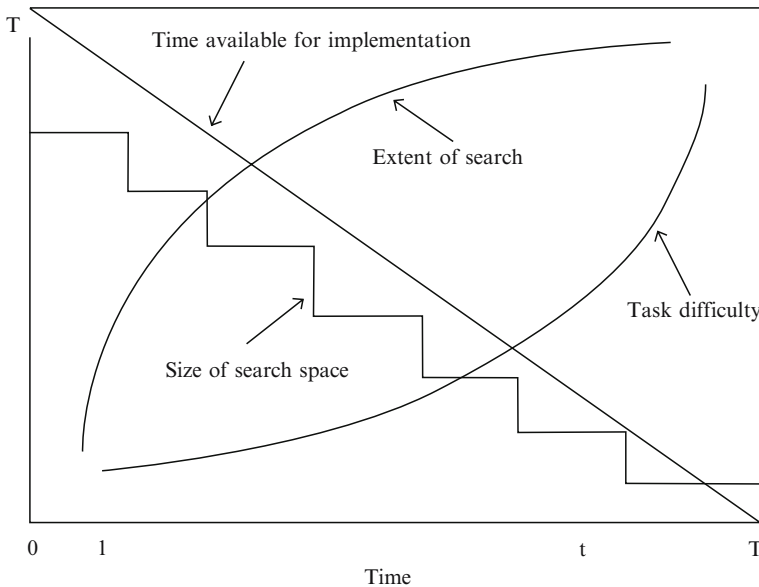 T
Time available for implementation
Extent of search
Task difficulty
Size of search space
0 1 t T
Time